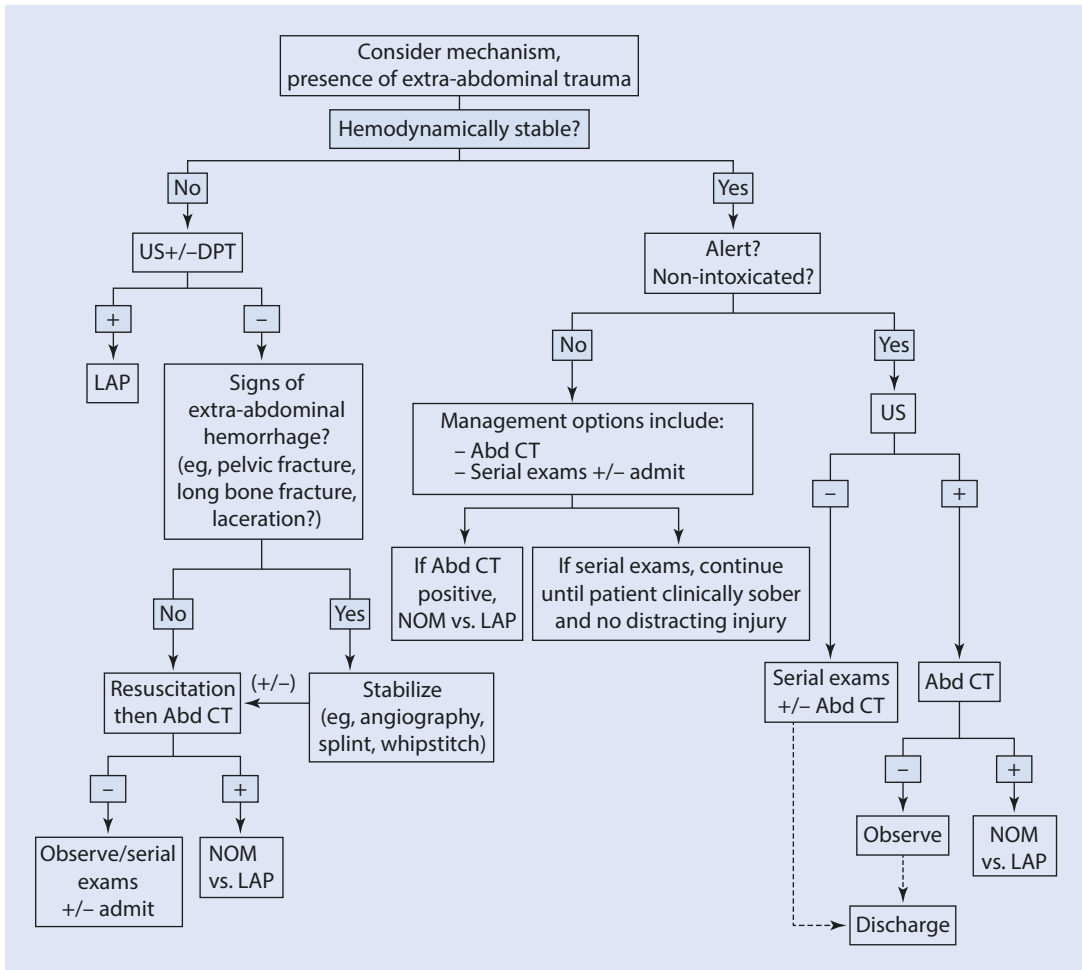 Consider mechanism,
presence of extra-abdominal trauma
Hemodynamically stable?
No
Yes
US+/–DPT
Alert?
Non-intoxicated?
+
–
No
Yes
LAP
Signs of
extra-abdominal
hemorrhage?
(eg, pelvic fracture,
long bone fracture,
laceration?)
Management options include:
– Abd CT
– Serial exams +/– admit
US
–
+
If Abd CT
positive,
NOM vs. LAP
If serial exams, continue
until patient clinically sober
and no distracting injury
No
Yes
Resuscitation
then Abd CT
(+/–)
Stabilize
(eg, angiography,
splint, whipstitch)
Serial exams
+/– Abd CT
Abd CT
–
+
–
+
Observe/serial
exams
+/– admit
NOM
vs. LAP
Observe
NOM
vs. LAP
Discharge